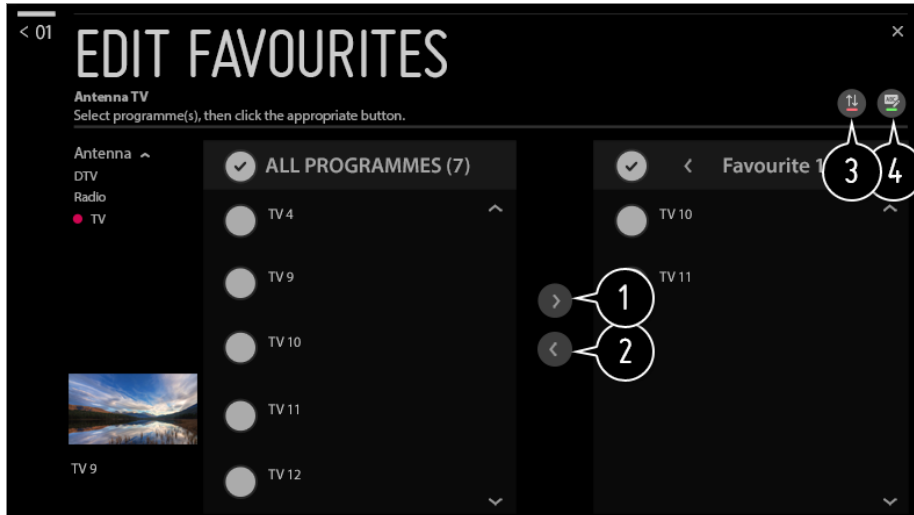 < 01
EDIT FAVOURITES
Antenna TV
Select programme(s), then click the appropriate button.
ABC
3
4
Antenna
DTV
Radio
TV
ALL PROGRAMMES (7)
TV 4
TV 9
TV 10
TV 11
TV 12
1
2
< Favourite 1
TV 10
TV 11
TV 9